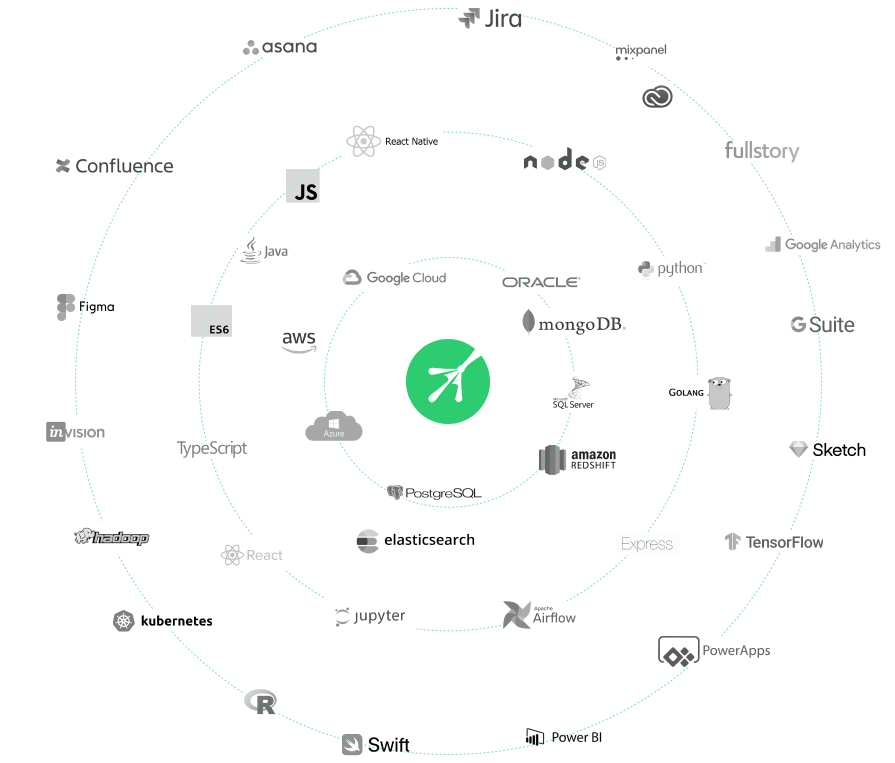 Jira
asana
mixpanel
fullstory
Confluence
React Native
node
JS
JS
Google Analytics
Java
python™
Google Cloud
ORACLE®
Figma
ES6
mongoDB®
G Suite
aws
Microsoft
SQL Server
GOLANG
Azure
invision
TypeScript
Sketch
amazon
REDSHIFT
PostgreSQL
hadoop
elasticsearch
Express
TensorFlow
React
jupyter
Apache
Airflow
kubernetes
PowerApps
R
Swift
Power BI